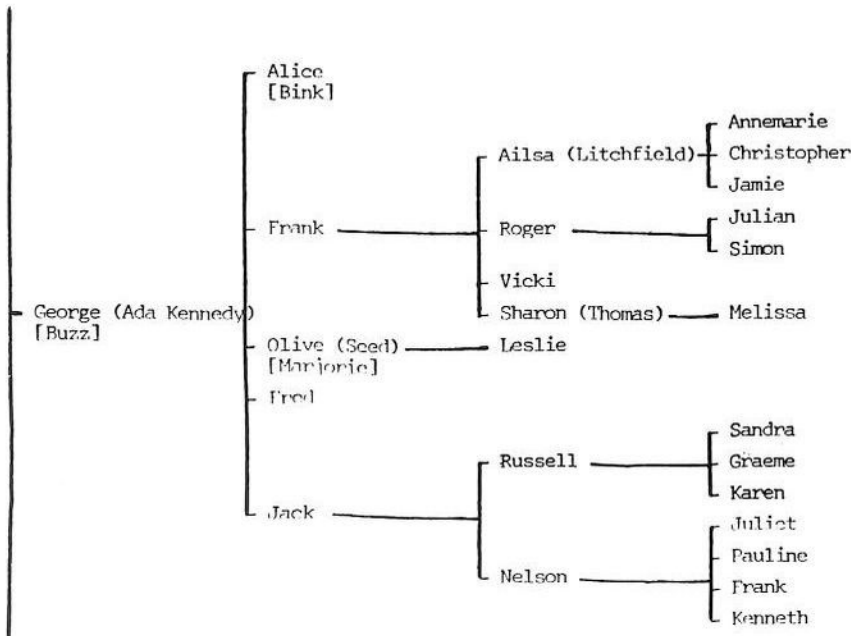 Alice
[Bink]
Annemarie
Ailsa (Litchfield)
Christopher
Jamie
Julian
Frank
Roger
Simon
Vicki
George (Ada Kennedy)
[Buzz]
Sharon (Thomas)
Melissa
Olive (Seed)
[Marjorie]
Leslie
Fred
Sandra
Russell
Graeme
Karen
Jack
Juliet
Pauline
Nelson
Frank
Kenneth